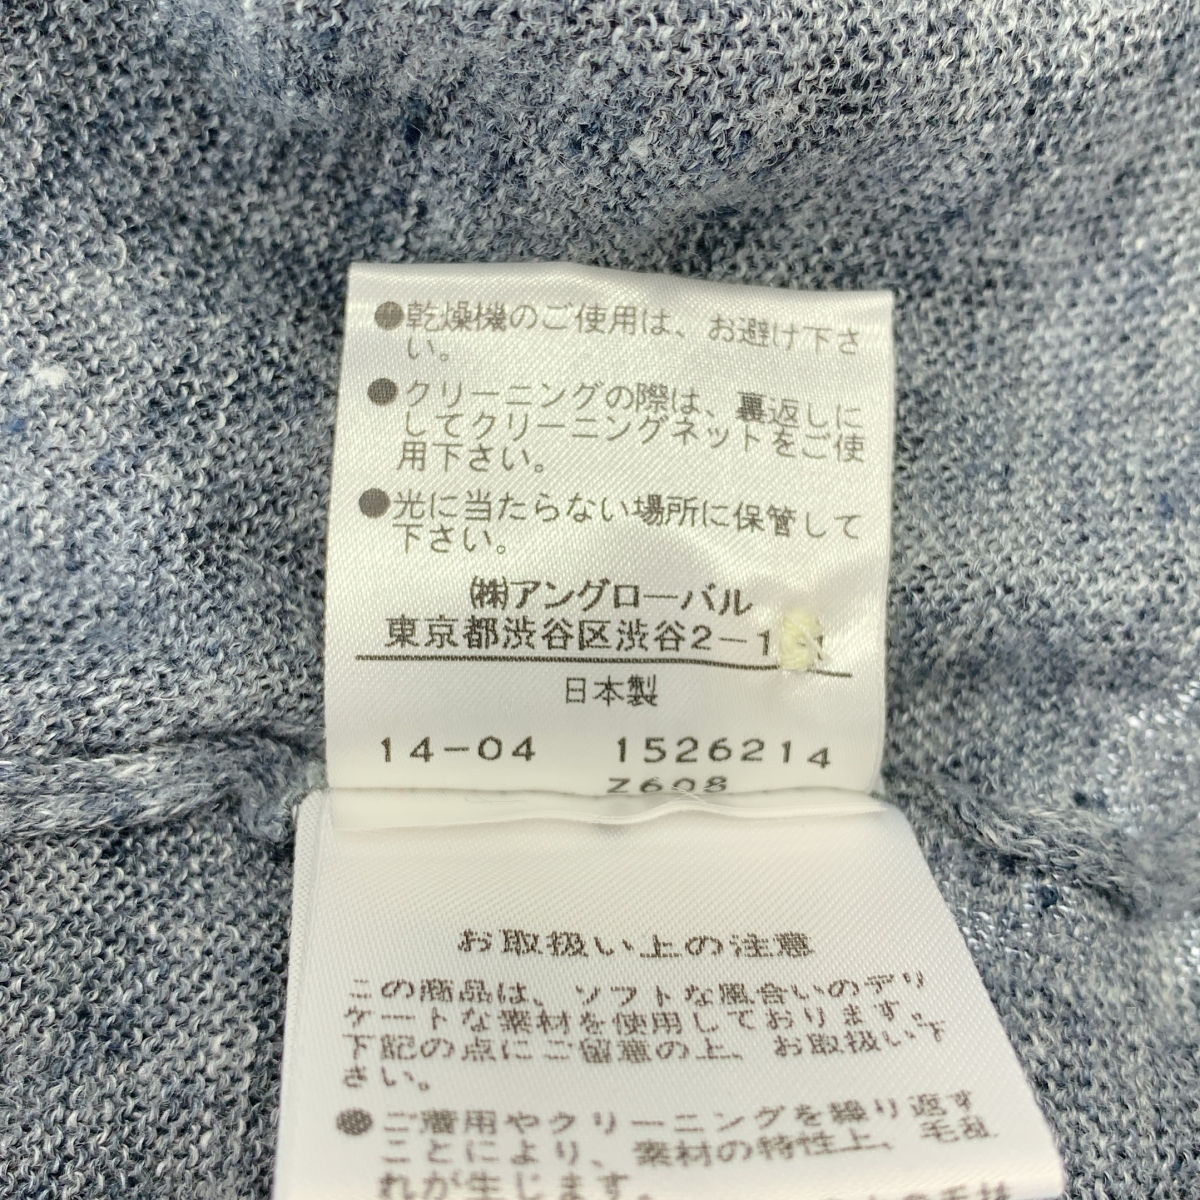 ●乾燥機のご使用は、お避け下さ
い。
●クリーニングの際は、裏返しに
してクリーニングネットをご使
用下さい。
●光に当たらない場所に保管して
下さい。
㈱アングローバル
東京都渋谷区渋谷2-1
日本製
14-04 1526214
Z608
お取扱い上の注意
この商品は、ソフトな風合いのデリ
ケートな素材を使用しております。
下記の点にご留意の上、お取扱い下
さい。
●ご着用やクリーニングを繰り返す
ことにより、素材の特性上、毛乱
れが生じます。